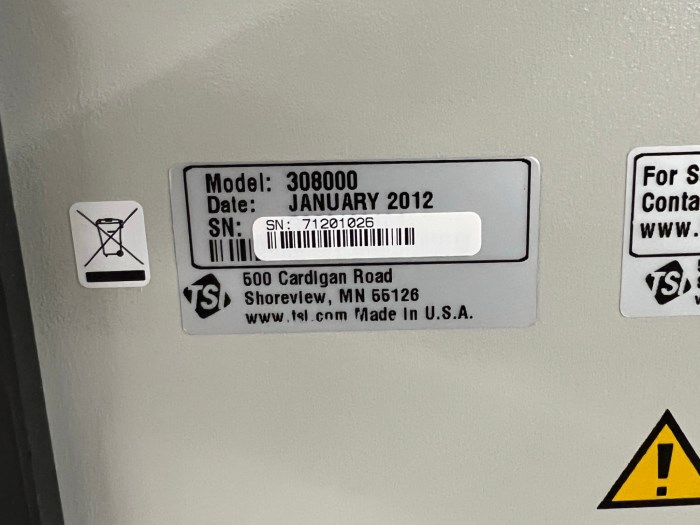 Model: 308000
Date: JANUARY 2012
SN:
SN: 71201026
TSI
500 Cardigan Road
Shoreview, MN 55126
www.tsi.com Made In U.S.A.
For S
Conta
www.
TSI